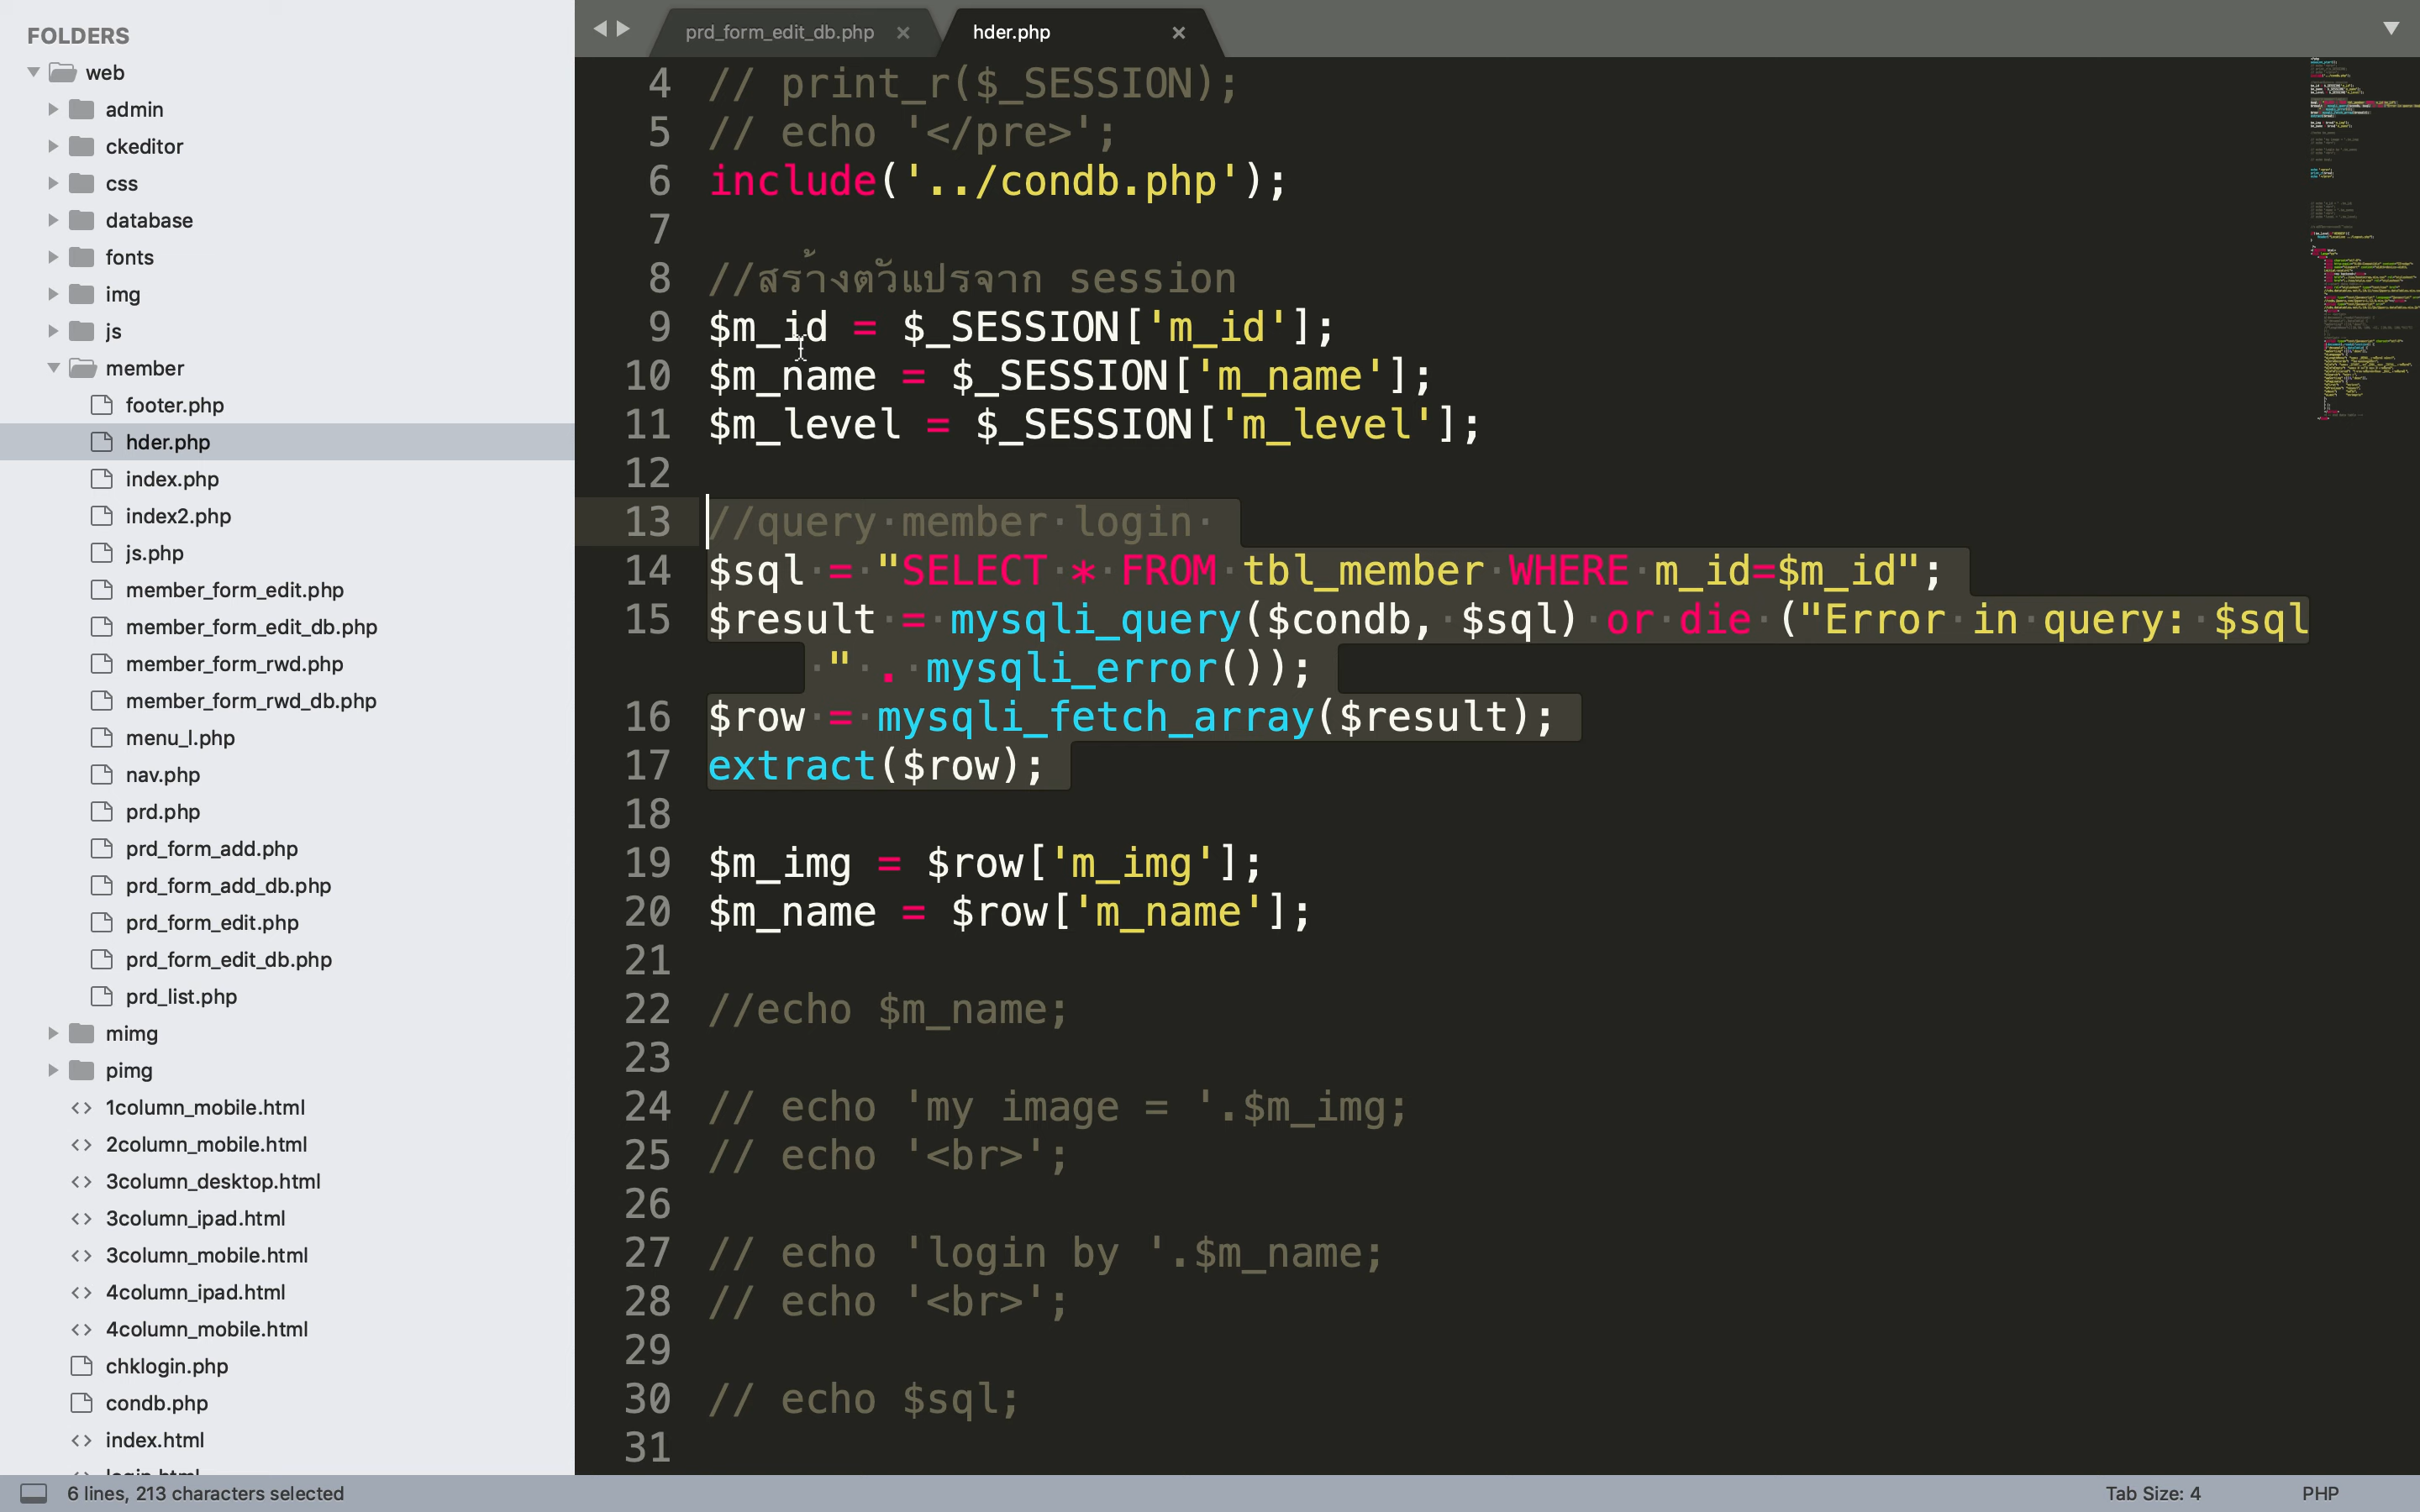 FOLDERS
web
admin
ckeditor
css
database
fonts
img
js
member
footer.php
hder.php
index.php
index2.php
js.php
member_form_edit.php
member_form_edit_db.php
member_form_rwd.php
member_form_rwd_db.php
menu_l.php
nav.php
prd.php
prd_form_add.php
prd_form_add_db.php
prd_form_edit.php
prd_form_edit_db.php
prd_list.php
mimg
pimg
1column_mobile.html
2column_mobile.html
3column_desktop.html
3column_ipad.html
3column_mobile.html
4column_ipad.html
4column_mobile.html
chklogin.php
condb.php
index.html
prd_form_edit_db.php
hder.php
4 // print_r($_SESSION);
5 // echo '</pre>';
6 include('../condb.php');
7
8 //สร้างตัวแปรจาก session
9 $m_id = $_SESSION['m_id'];
10 $m_name = $_SESSION['m_name'];
11 $m_level = $_SESSION['m_level'];
12
13 //query member login
14 $sql = "SELECT * FROM tbl_member WHERE m_id=$m_id";
15 $result = mysqli_query($condb, $sql) or die ("Error in query: $sql
" . mysqli_error());
16 $row = mysqli_fetch_array($result);
17 extract($row);
18
19 $m_img = $row['m_img'];
20 $m_name = $row['m_name'];
21
22 //echo $m_name;
23
24 // echo 'my image = '.$m_img;
25 // echo '<br>';
26
27 // echo 'login by '.$m_name;
28 // echo '<br>';
29
30 // echo $sql;
31
6 lines, 213 characters selected
Tab Size: 4
PHP